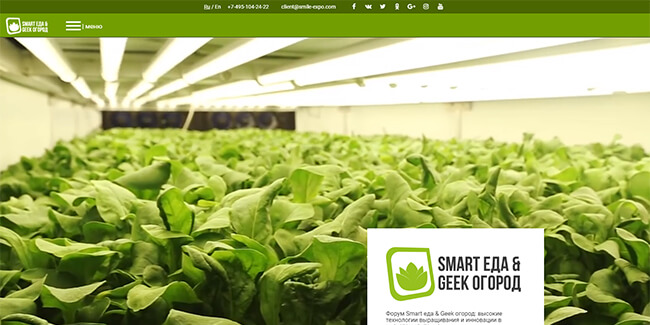 Ru / En +7-495-104-24-22 client@smile-expo.com
SMART ЕДА &
GEEK ОГОРОД
| МЕНЮ
SMART ЕДА &
GEEK ОГОРОД
Форум Smart еда & Geek огород: высокие
технологии выращивания и инновации в